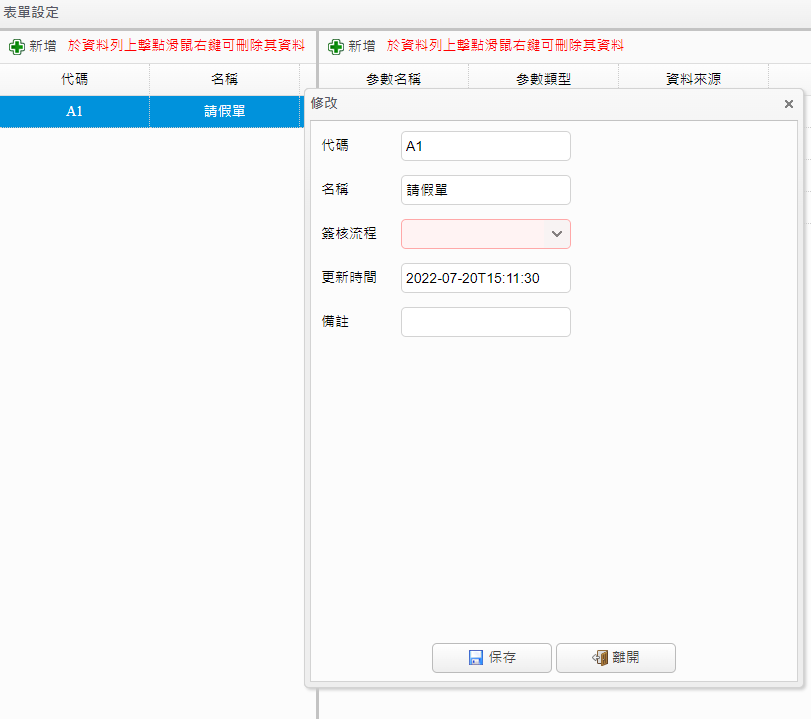 表單設定
新增 於資料列上擊點滑鼠右鍵可刪除其資料
新增 於資料列上擊點滑鼠右鍵可刪除其資料
代碼 名稱
參數名稱 參數類型 資料來源
A1 請假單
修改
代碼 A1
名稱 請假單
簽核流程
更新時間 2022-07-20T15:11:30
備註
保存 離開